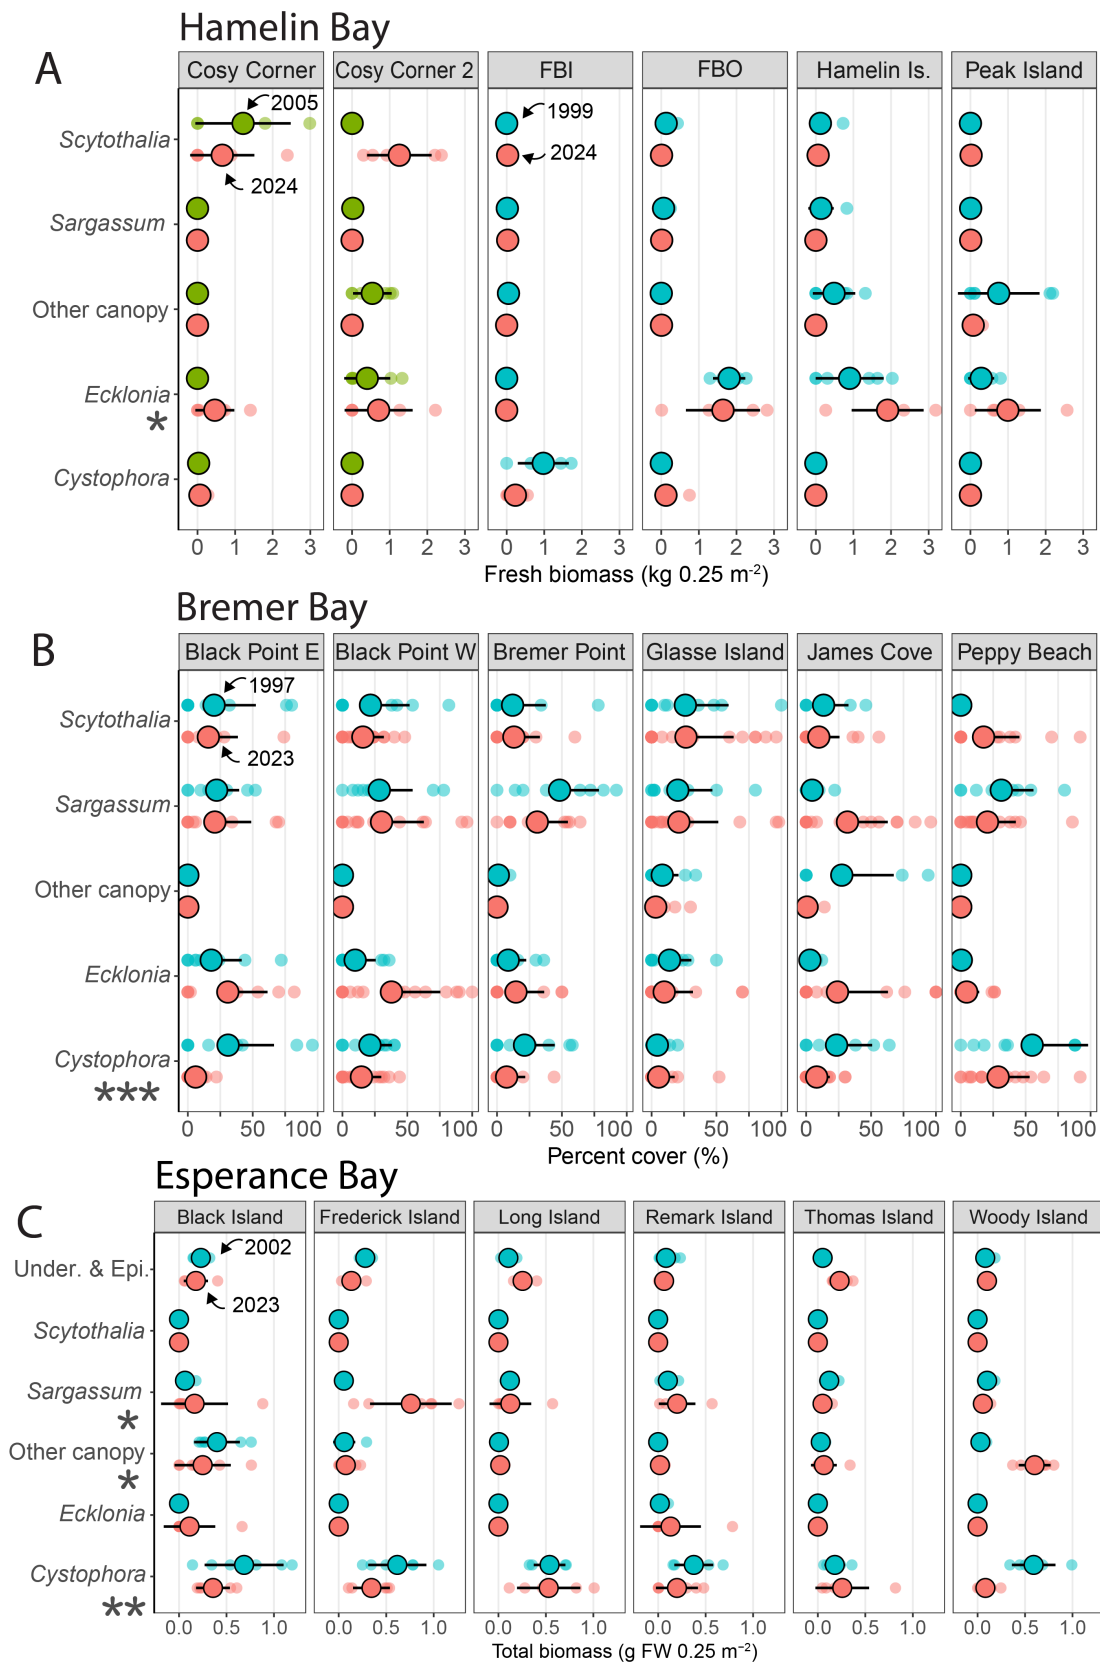 Hamelin Bay
A
Cosy Corner Cosy Corner 2 FBI FBO Hamelin Is. Peak Island
2005 1999
Scytothalia
2024 2024
Sargassum
Other canopy
Ecklonia
*
Cystophora
0 1 2 3 0 1 2 3 0 1 2 3 0 1 2 3 0 1 2 3 0 1 2 3
Fresh biomass (kg 0.25 m⁻²)
Bremer Bay
B
Black Point E Black Point W Bremer Point Glasse Island James Cove Peppy Beach
1997
Scytothalia
2023
Sargassum
Other canopy
Ecklonia
Cystophora
***
0 50 100 0 50 100 0 50 100 0 50 100 0 50 100 0 50 100
Percent cover (%)
Esperance Bay
C
Black Island Frederick Island Long Island Remark Island Thomas Island Woody Island
2002
Under. & Epi.
2023
Scytothalia
Sargassum
*
Other canopy
*
Ecklonia
Cystophora
**
0.0 0.5 1.0 0.0 0.5 1.0 0.0 0.5 1.0 0.0 0.5 1.0 0.0 0.5 1.0 0.0 0.5 1.0
Total biomass (g FW 0.25 m⁻²)